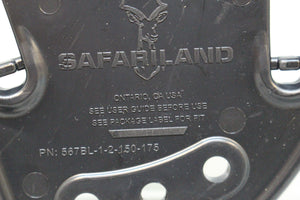 SAFARILAND
ONTARIO, CA USA
SEE USER GUIDE BEFORE USE
SEE PACKAGE LABEL FOR FIT
PN: 567BL-1-2-150-175